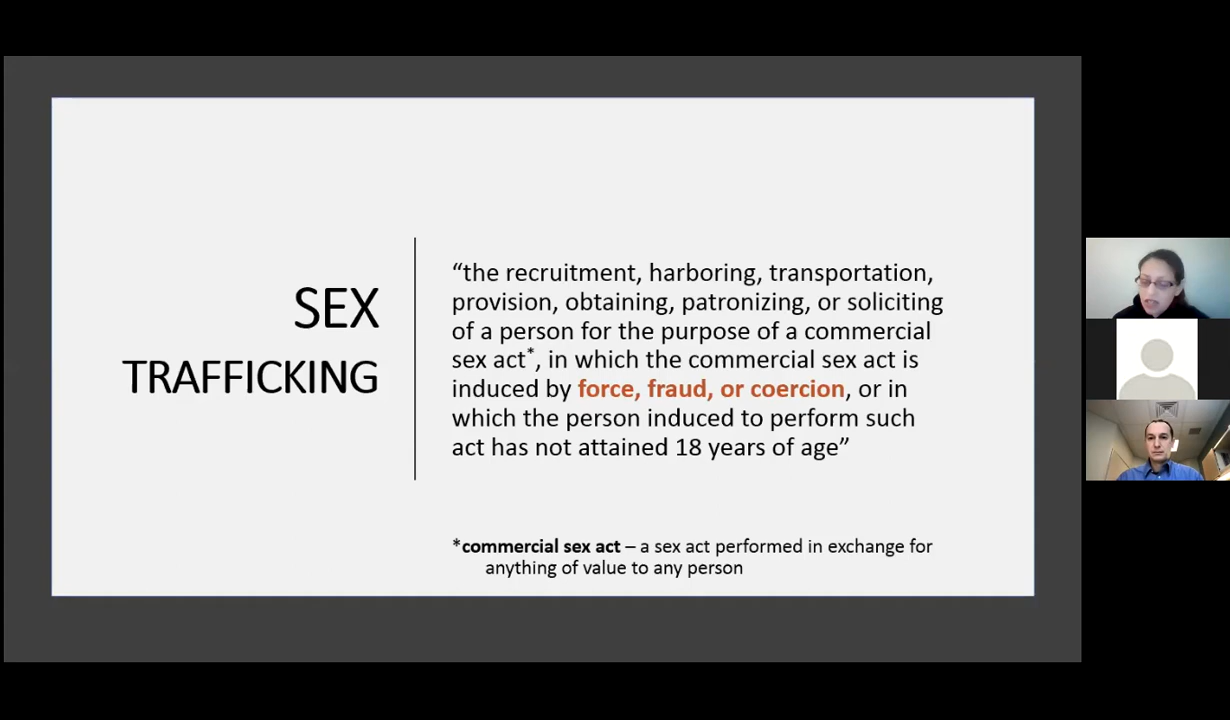 SEX
TRAFFICKING
“the recruitment, harboring, transportation,
provision, obtaining, patronizing, or soliciting
of a person for the purpose of a commercial
sex act*, in which the commercial sex act is
induced by force, fraud, or coercion, or in
which the person induced to perform such
act has not attained 18 years of age”
*commercial sex act – a sex act performed in exchange for
anything of value to any person